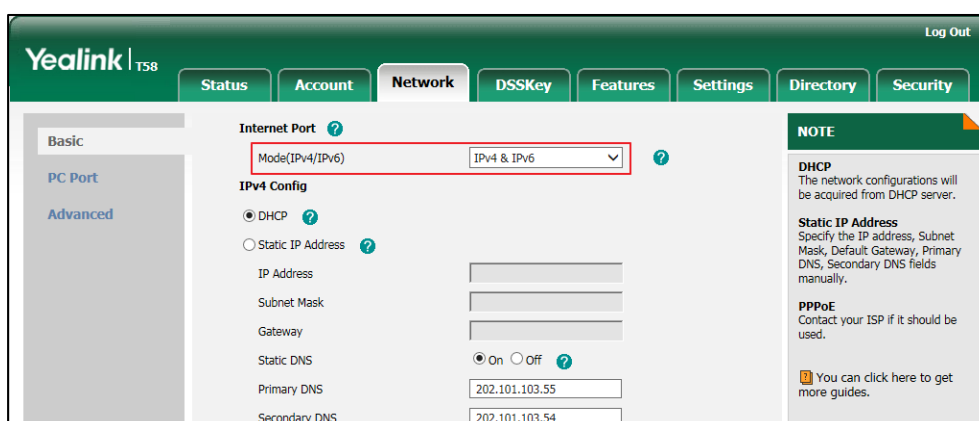 Log Out
Yealink T58
Status Account Network DSSKey Features Settings Directory Security
Basic
PC Port
Advanced
Internet Port ?
Mode(IPv4/IPv6) IPv4 & IPv6 ?
IPv4 Config
DHCP ?
Static IP Address ?
IP Address
Subnet Mask
Gateway
Static DNS On Off ?
Primary DNS 202.101.103.55
Secondary DNS 202.101.103.54
NOTE
DHCP
The network configurations will
be acquired from DHCP server.
Static IP Address
Specify the IP address, Subnet
Mask, Default Gateway, Primary
DNS, Secondary DNS fields
manually.
PPPoE
Contact your ISP if it should be
used.
? You can click here to get
more guides.